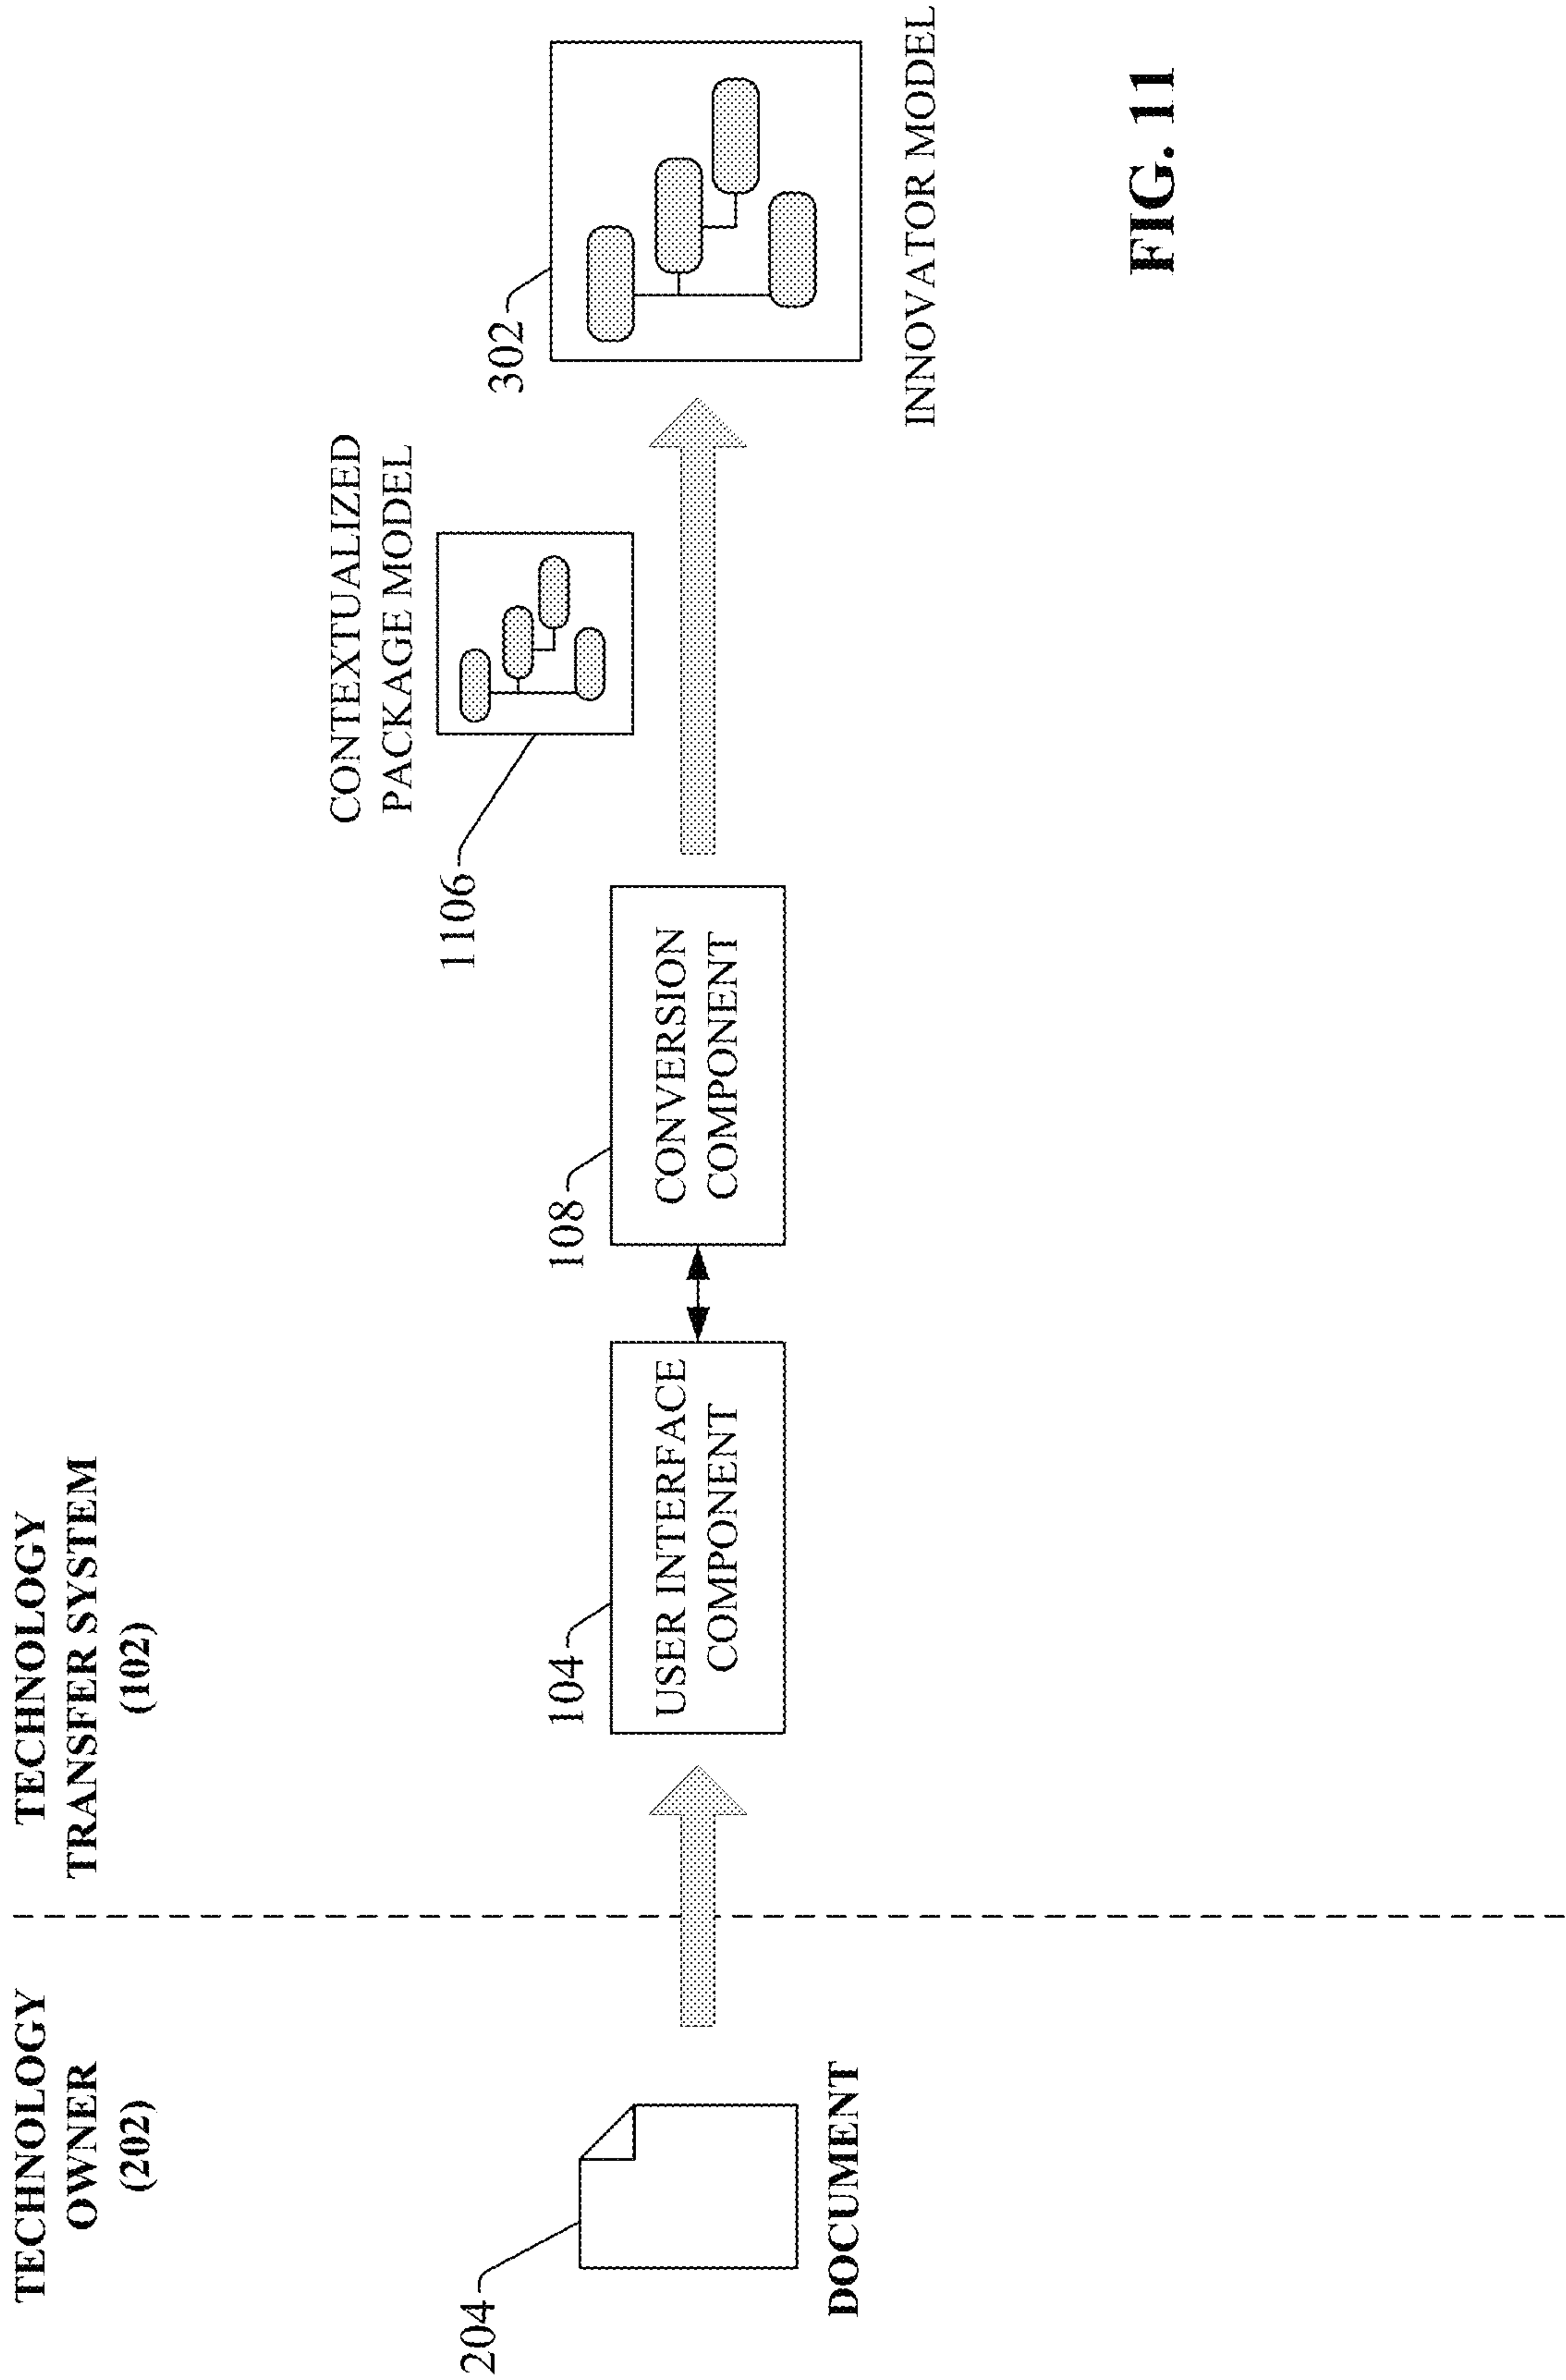 TECHNOLOGY
OWNER
(202)
TECHNOLOGY
TRANSFER SYSTEM
(102)
CONTEXTUALIZED
PACKAGE MODEL
204
104
108
1106
302
USER INTERFACE
COMPONENT
CONVERSION
COMPONENT
DOCUMENT
INNOVATOR MODEL
FIG. 11